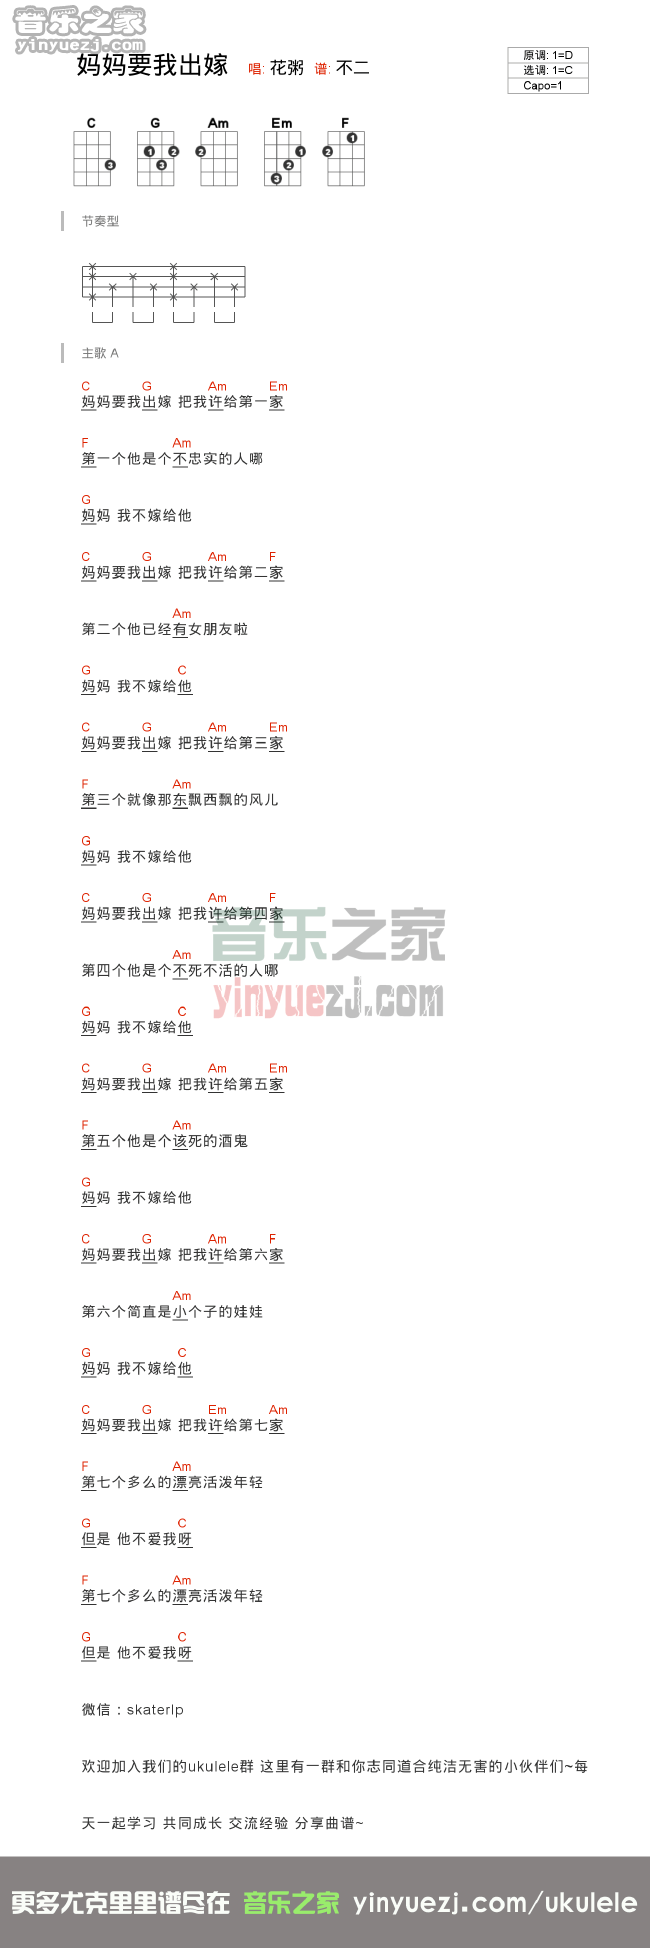 音乐之家
yinyuezj.com
妈妈要我出嫁 唱: 花粥 谱: 不二
原调: 1=D
选调: 1=C
Capo=1
C G Am Em F
3 1 2 3 2 1 2 3 1 2
节奏型
主歌 A
C G Am Em
妈妈要我出嫁 把我许给第一家
F Am
第一个他是个不忠实的人哪
G
妈妈 我不嫁给他
C G Am F
妈妈要我出嫁 把我许给第二家
Am
第二个他已经有女朋友啦
G C
妈妈 我不嫁给他
C G Am Em
妈妈要我出嫁 把我许给第三家
F Am
第三个就像那东飘西飘的风儿
G
妈妈 我不嫁给他
C G Am F
妈妈要我出嫁 把我许给第四家
音乐之家
Am
第四个他是个不死不活的人哪
yinyuezj.com
G C
妈妈 我不嫁给他
C G Am Em
妈妈要我出嫁 把我许给第五家
F Am
第五个他是个该死的酒鬼
G
妈妈 我不嫁给他
C G Am F
妈妈要我出嫁 把我许给第六家
Am
第六个简直是小个子的娃娃
G C
妈妈 我不嫁给他
C G Em Am
妈妈要我出嫁 把我许给第七家
F Am
第七个多么的漂亮活泼年轻
G C
但是 他不爱我呀
F Am
第七个多么的漂亮活泼年轻
G C
但是 他不爱我呀
微信：skaterlp
欢迎加入我们的ukulele群 这里有一群和你志同道合纯洁无害的小伙伴们~每
天一起学习 共同成长 交流经验 分享曲谱~
更多尤克里里谱尽在 音乐之家 yinyuezj.com/ukulele